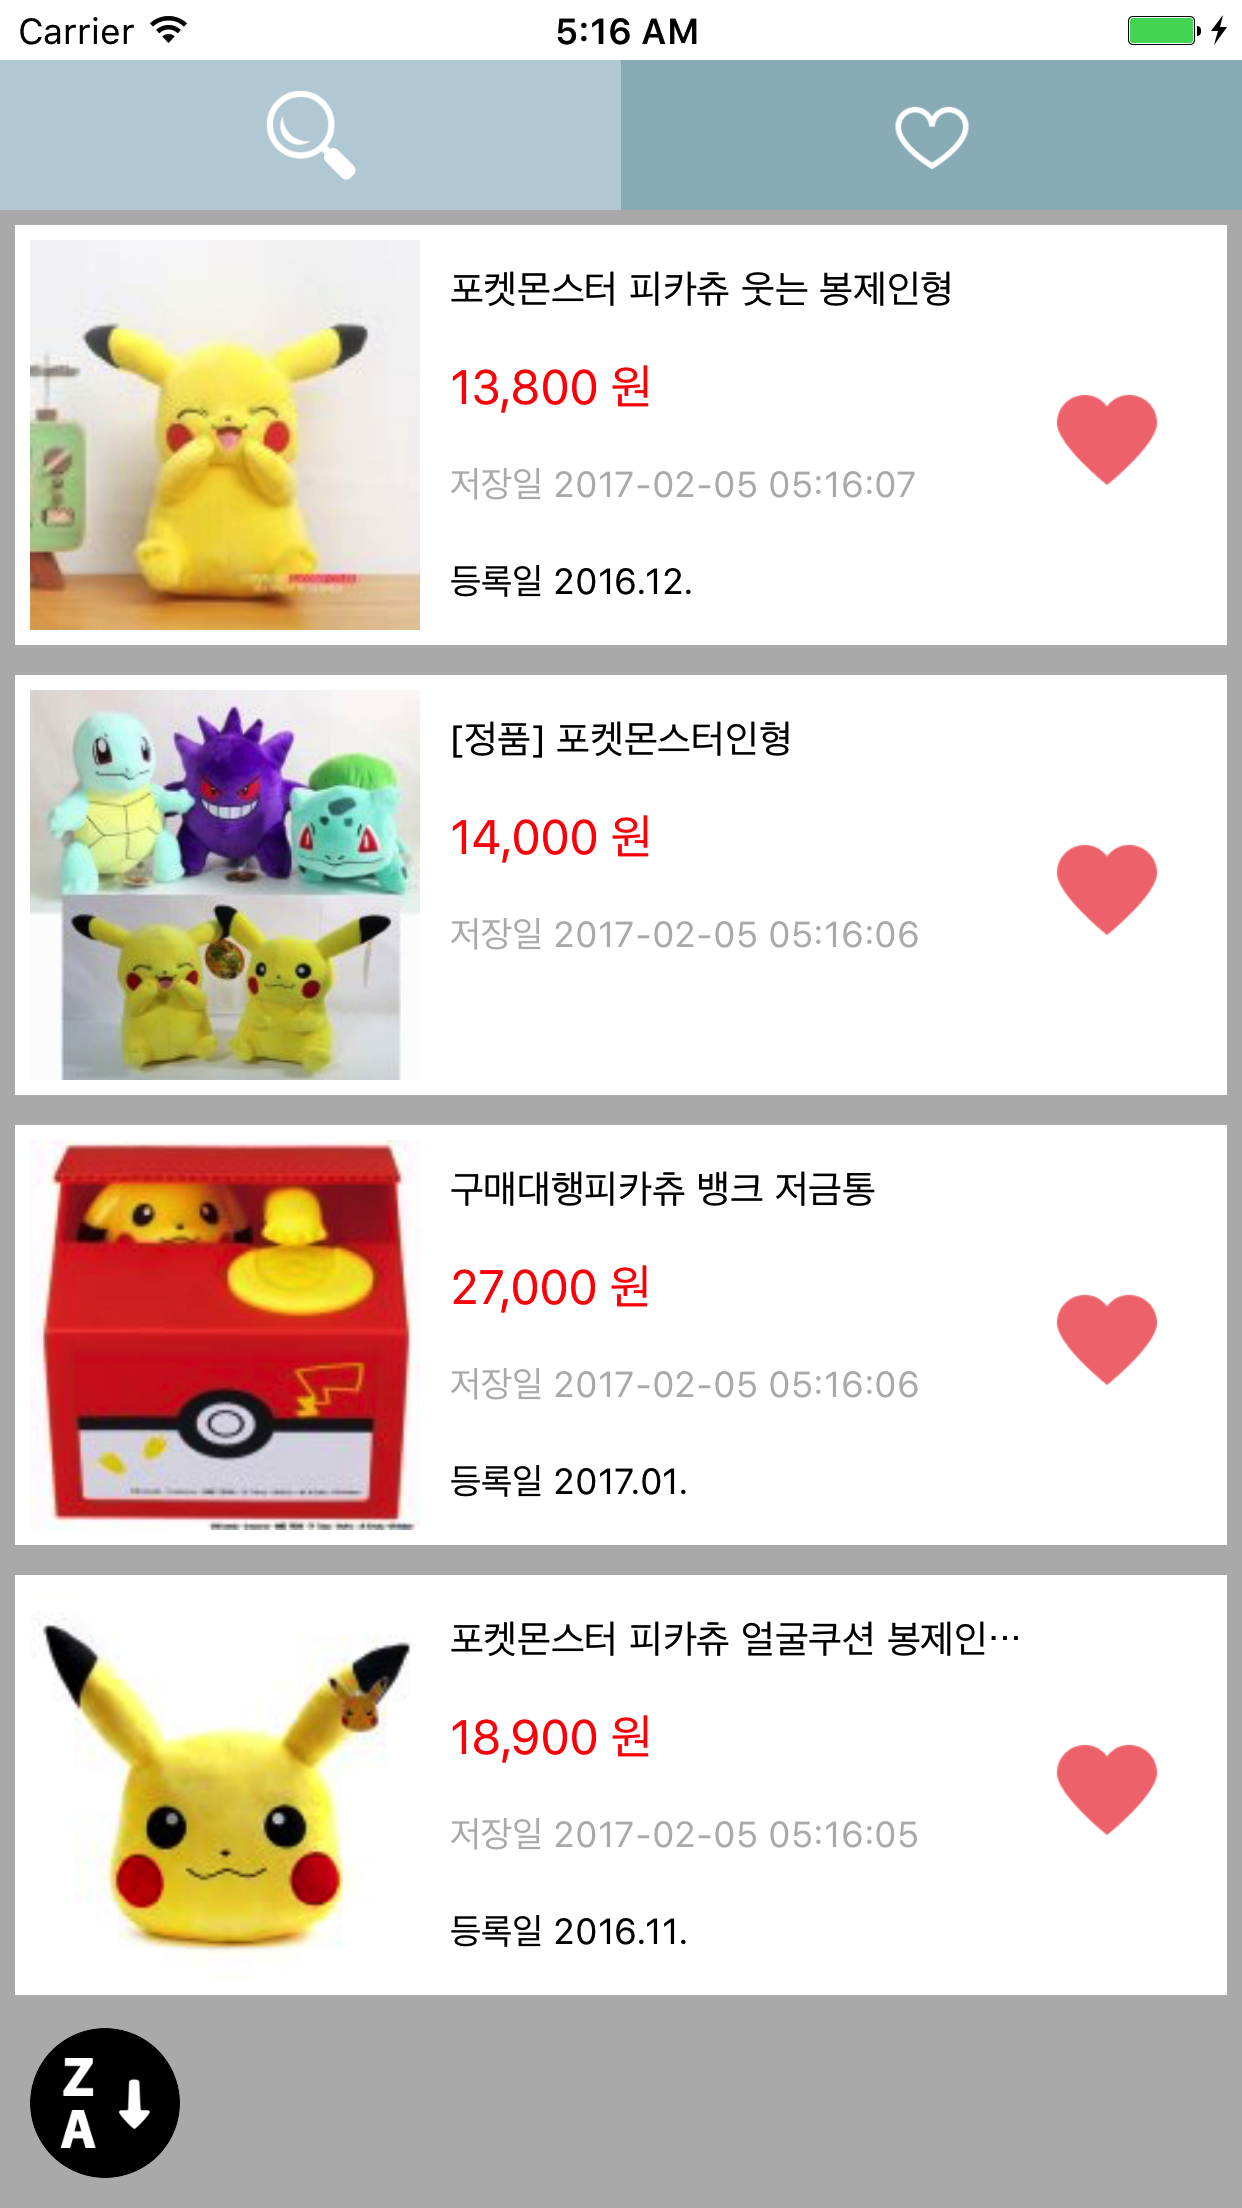 Carrier 5:16 AM
포켓몬스터 피카츄 웃는 봉제인형
13,800 원
저장일 2017-02-05 05:16:07
등록일 2016.12.
[정품] 포켓몬스터인형
14,000 원
저장일 2017-02-05 05:16:06
구매대행피카츄 뱅크 저금통
27,000 원
저장일 2017-02-05 05:16:06
등록일 2017.01.
포켓몬스터 피카츄 얼굴쿠션 봉제인…
18,900 원
저장일 2017-02-05 05:16:05
등록일 2016.11.
Z
A